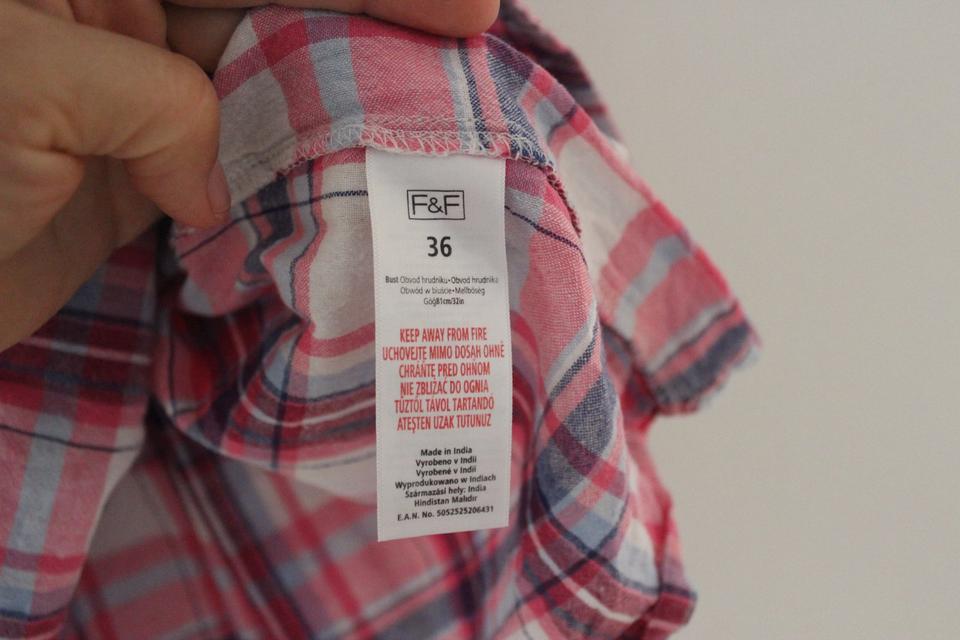 F&F
36
Bust Obvod hrudníku•Obvod hrudníka
Obwód w biuście•Mellbőség
Göğ81cm/32in
KEEP AWAY FROM FIRE
UCHOVEJTE MIMO DOSAH OHNĚ
CHRÁŇTE PRED OHŇOM
NIE ZBLIŻAĆ DO OGNIA
TŰZTŐL TÁVOL TARTANDÓ
ATEŞTEN UZAK TUTUNUZ
Made in India
Vyrobeno v Indii
Vyrobené v Indii
Wyprodukowano w Indiach
Származási hely: India
Hindistan Malıdır
E.A.N. No. 5052525206431